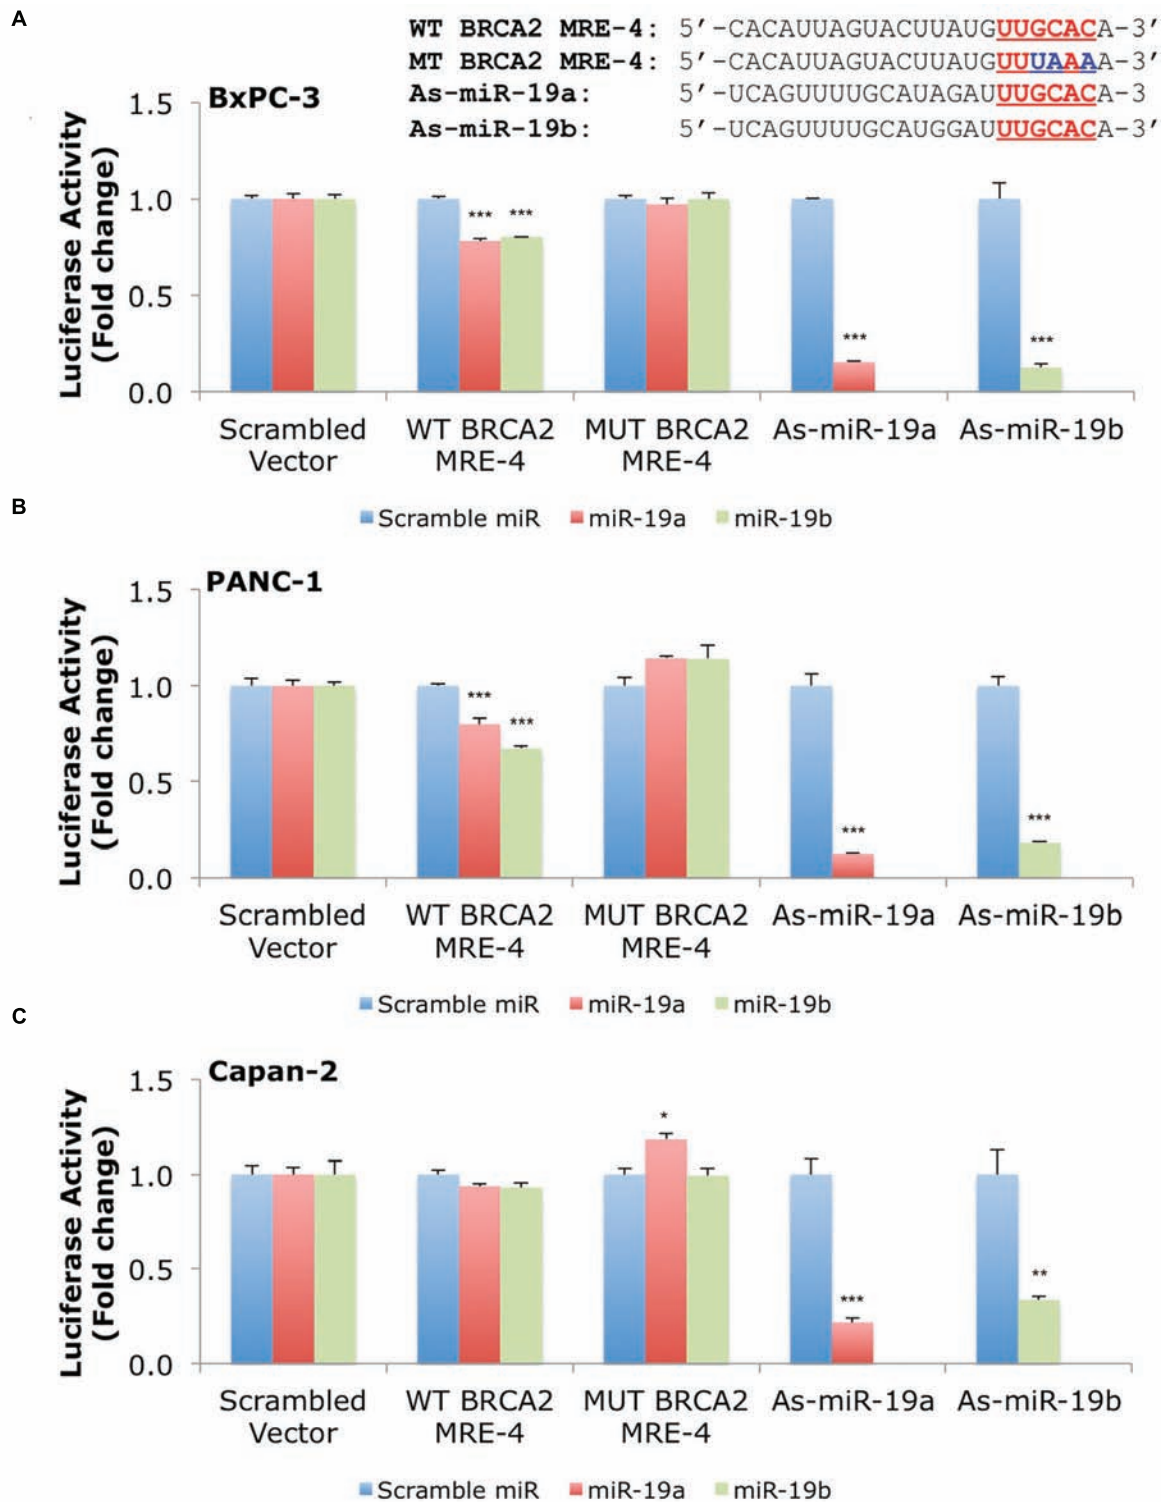 A
WT BRCA2 MRE-4: 5′-CACAUUAGUACUUAUGUUGCACA-3′
MT BRCA2 MRE-4: 5′-CACAUUAGUACUUAUGUUUAAAA-3′
As-miR-19a: 5′-UCAGUUUUGCAUAGAUUUGCACA-3
As-miR-19b: 5′-UCAGUUUUGCAUGGAUUUGCACA-3′
BxPC-3
Luciferase Activity
(Fold change)
1.5
1.0
0.5
0.0
*** ***
***
***
Scrambled Vector
WT BRCA2 MRE-4
MUT BRCA2 MRE-4
As-miR-19a
As-miR-19b
Scramble miR miR-19a miR-19b
B
PANC-1
Luciferase Activity
(Fold change)
1.5
1.0
0.5
0.0
*** ***
***
***
Scrambled Vector
WT BRCA2 MRE-4
MUT BRCA2 MRE-4
As-miR-19a
As-miR-19b
Scramble miR miR-19a miR-19b
C
Capan-2
Luciferase Activity
(Fold change)
1.5
1.0
0.5
0.0
*
***
**
Scrambled Vector
WT BRCA2 MRE-4
MUT BRCA2 MRE-4
As-miR-19a
As-miR-19b
Scramble miR miR-19a miR-19b